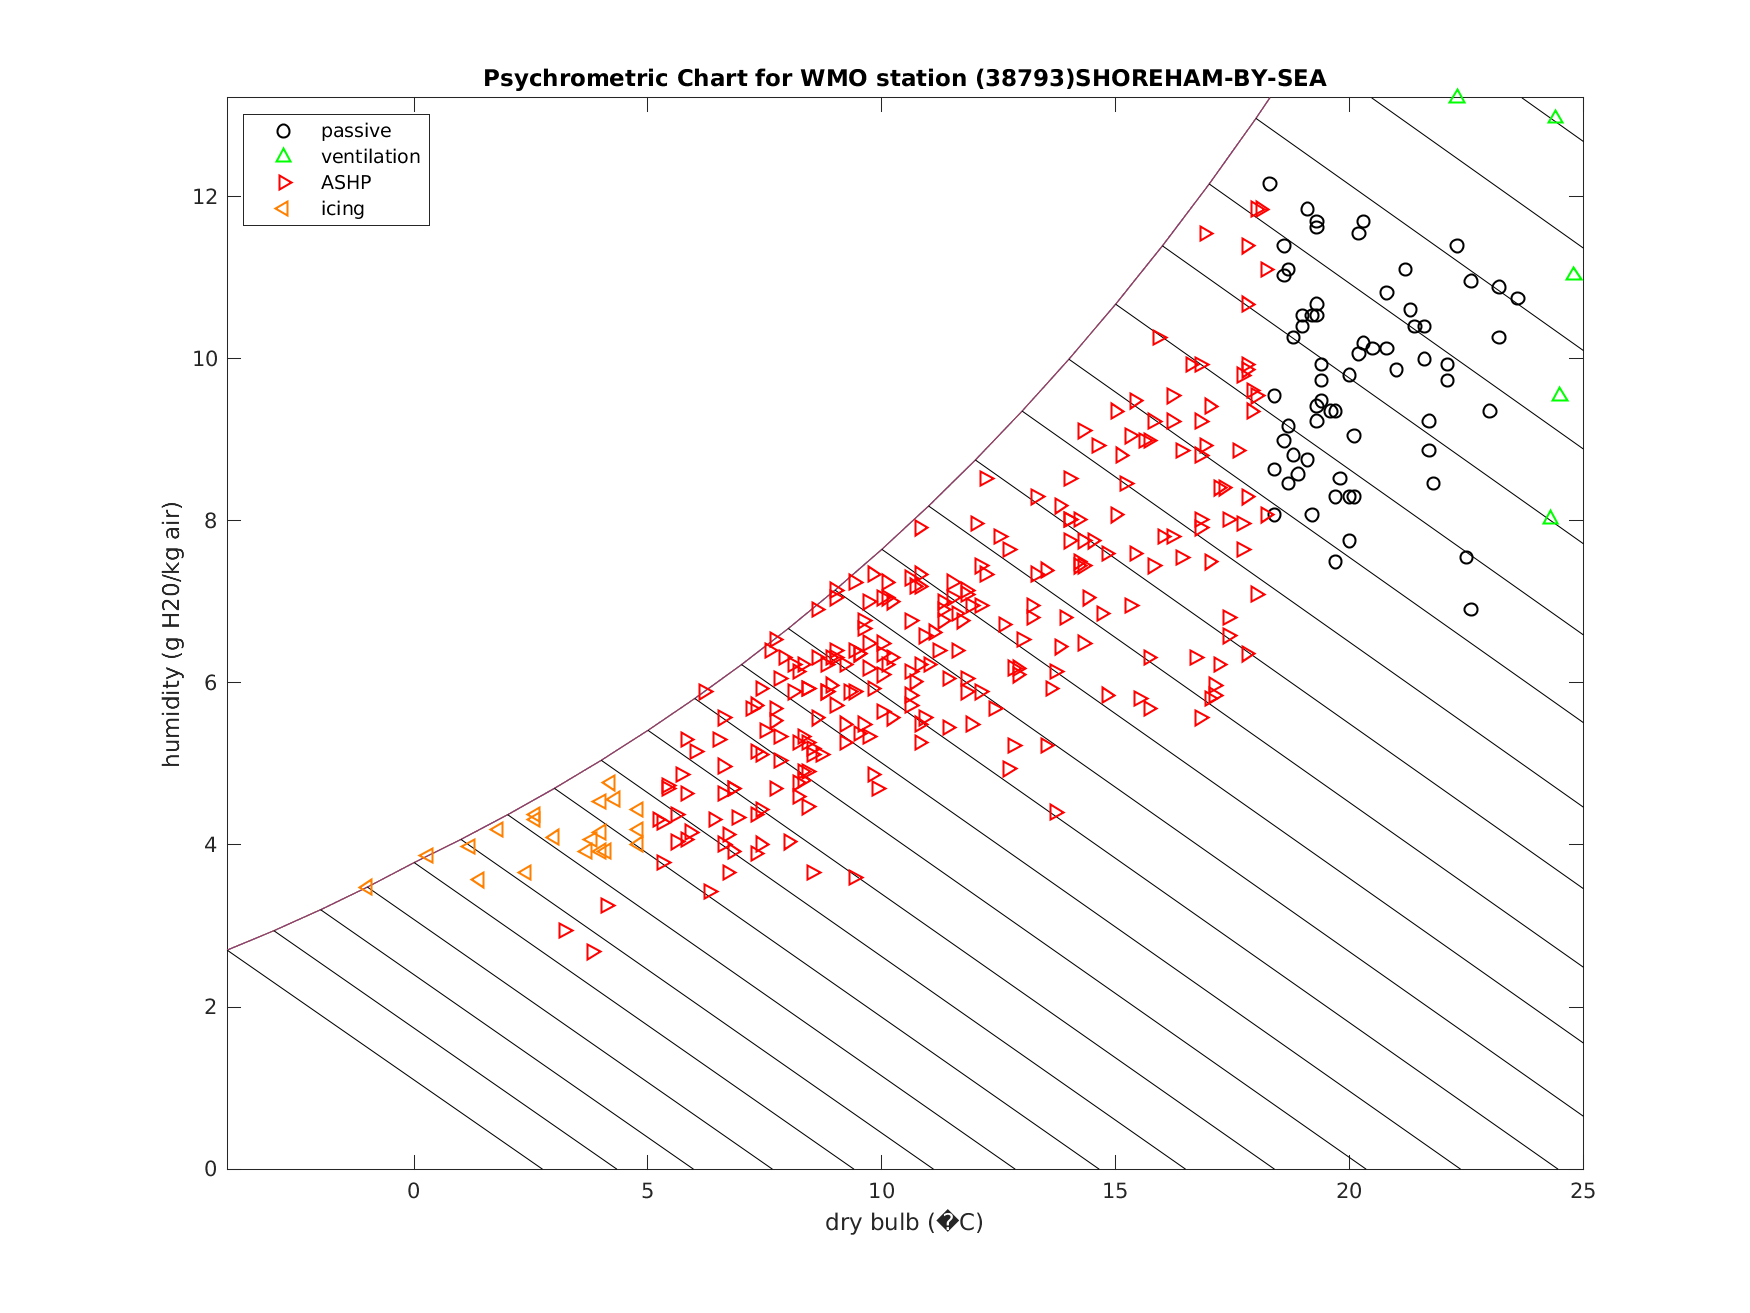 Psychrometric Chart for WMO station (38793)SHOREHAM-BY-SEA
passive
ventilation
ASHP
icing
12
10
8
6
4
2
0
humidity (g H20/kg air)
0 5 10 15 20 25
dry bulb (�C)